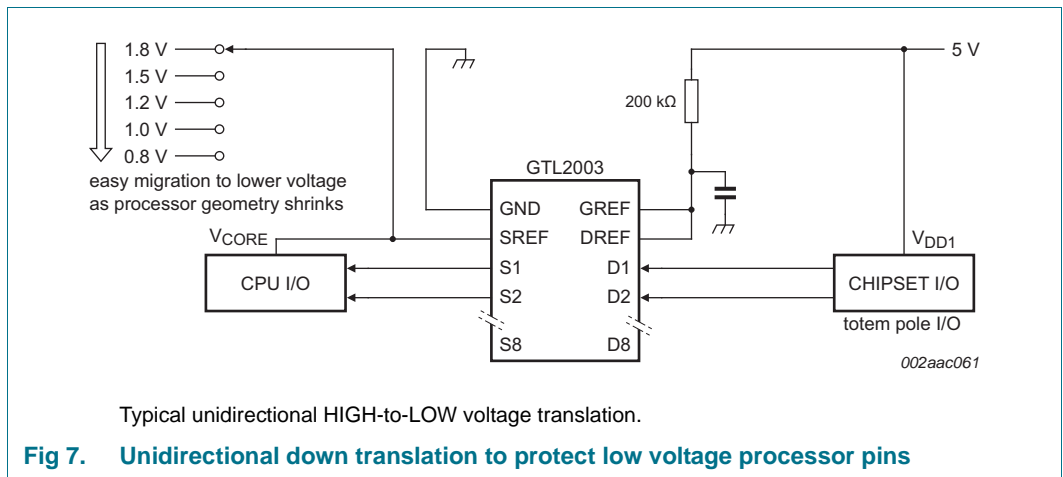 1.8 V
1.5 V
1.2 V
1.0 V
0.8 V
easy migration to lower voltage
as processor geometry shrinks
5 V
200 kΩ
GTL2003
GND GREF
SREF DREF
S1 D1
S2 D2
S8 D8
VCORE
CPU I/O
VDD1
CHIPSET I/O
totem pole I/O
002aac061
Typical unidirectional HIGH-to-LOW voltage translation.
Fig 7. Unidirectional down translation to protect low voltage processor pins